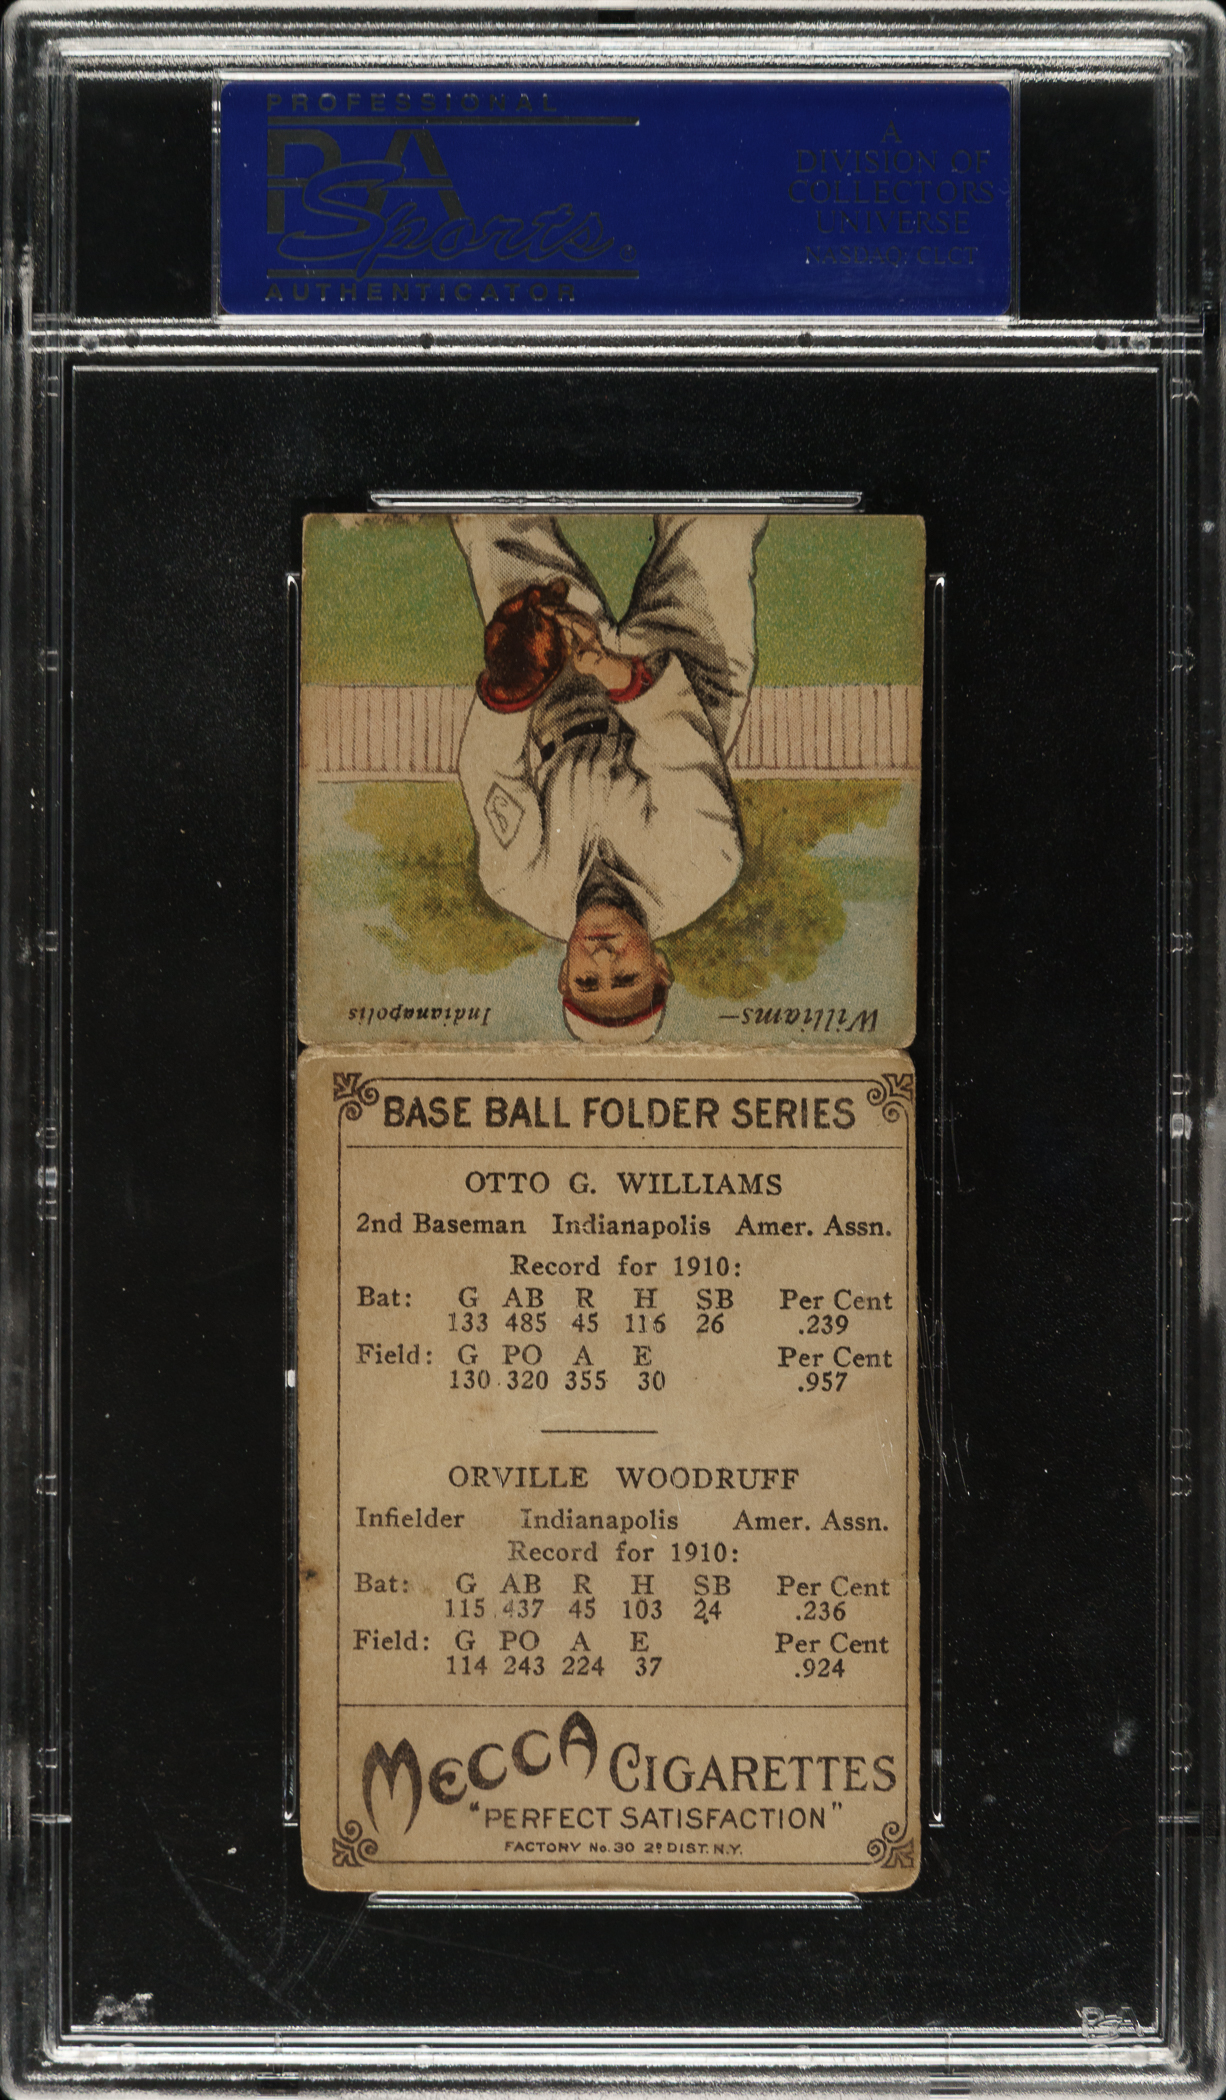 PROFESSIONAL
PSA
Sports®
AUTHENTICATOR
A
DIVISION OF
COLLECTORS
UNIVERSE
NASDAQ: CLCT
Williams— Indianapolis
BASE BALL FOLDER SERIES
OTTO G. WILLIAMS
2nd Baseman Indianapolis Amer. Assn.
Record for 1910:
Bat: G AB R H SB Per Cent
133 485 45 116 26 .239
Field: G PO A E Per Cent
130 320 355 30 .957
ORVILLE WOODRUFF
Infielder Indianapolis Amer. Assn.
Record for 1910:
Bat: G AB R H SB Per Cent
115 437 45 103 24 .236
Field: G PO A E Per Cent
114 243 224 37 .924
MECCA CIGARETTES
"PERFECT SATISFACTION"
FACTORY No. 30 2D DIST. N.Y.
PSA